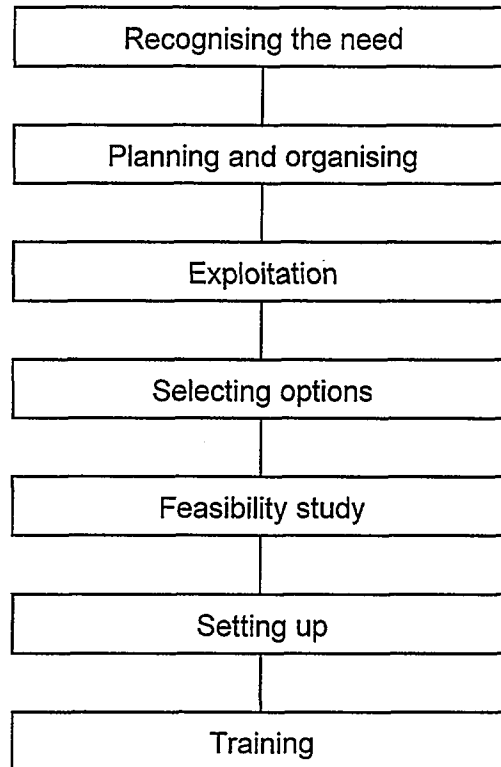 Recognising the need
Planning and organising
Exploitation
Selecting options
Feasibility study
Setting up
Training